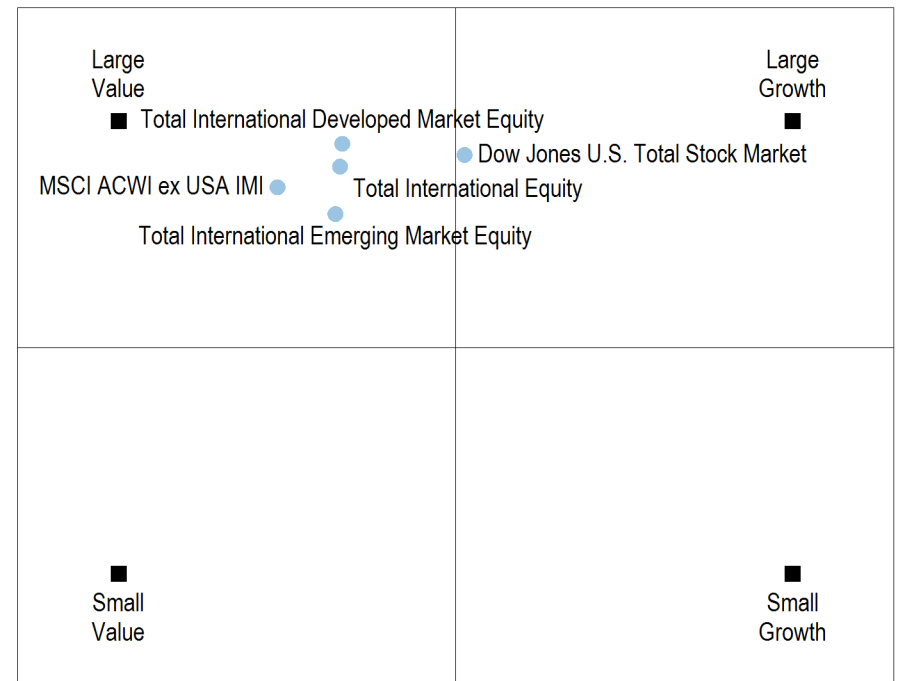 Large
Value
Large
Growth
Total International Developed Market Equity
Dow Jones U.S. Total Stock Market
MSCI ACWI ex USA IMI
Total International Equity
Total International Emerging Market Equity
Small
Value
Small
Growth